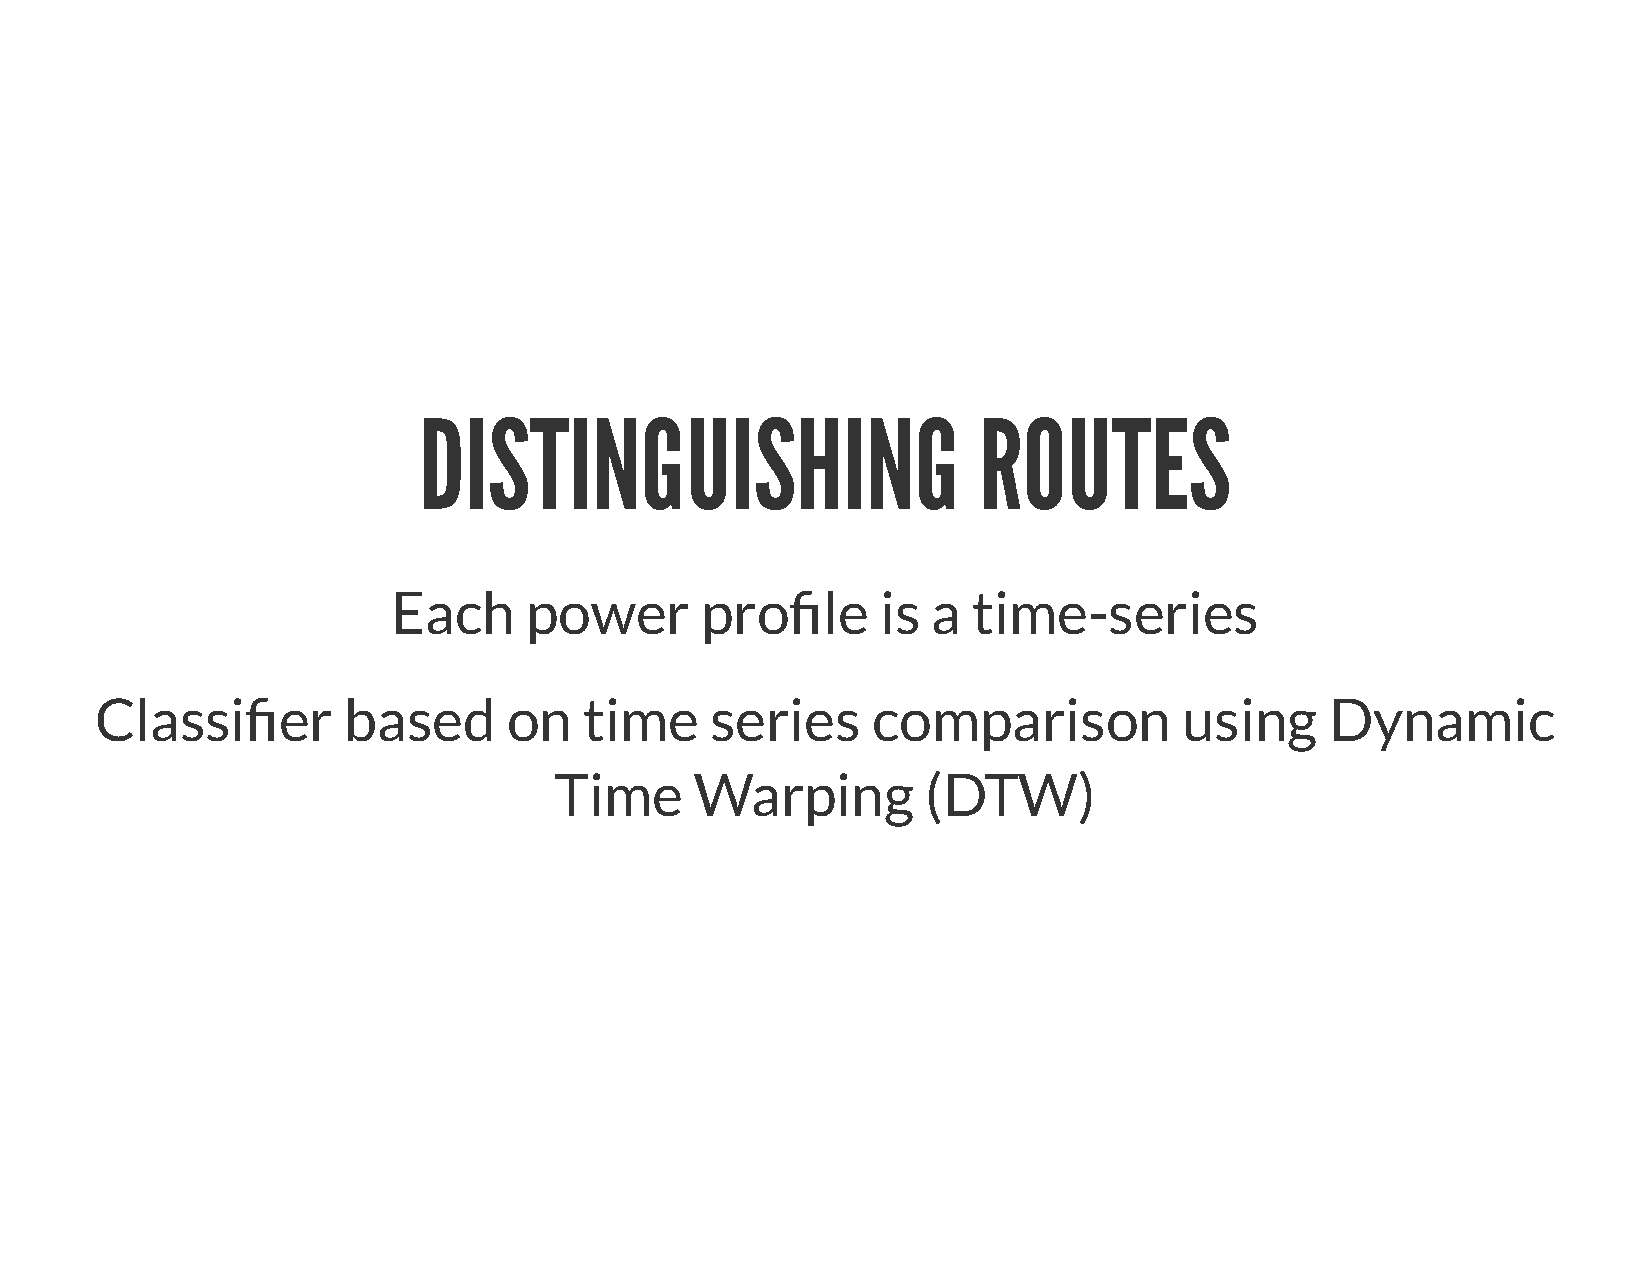 DISTINGUISHING ROUTES
Each power profile is a time-series
Classifier based on time series comparison using Dynamic
Time Warping (DTW)